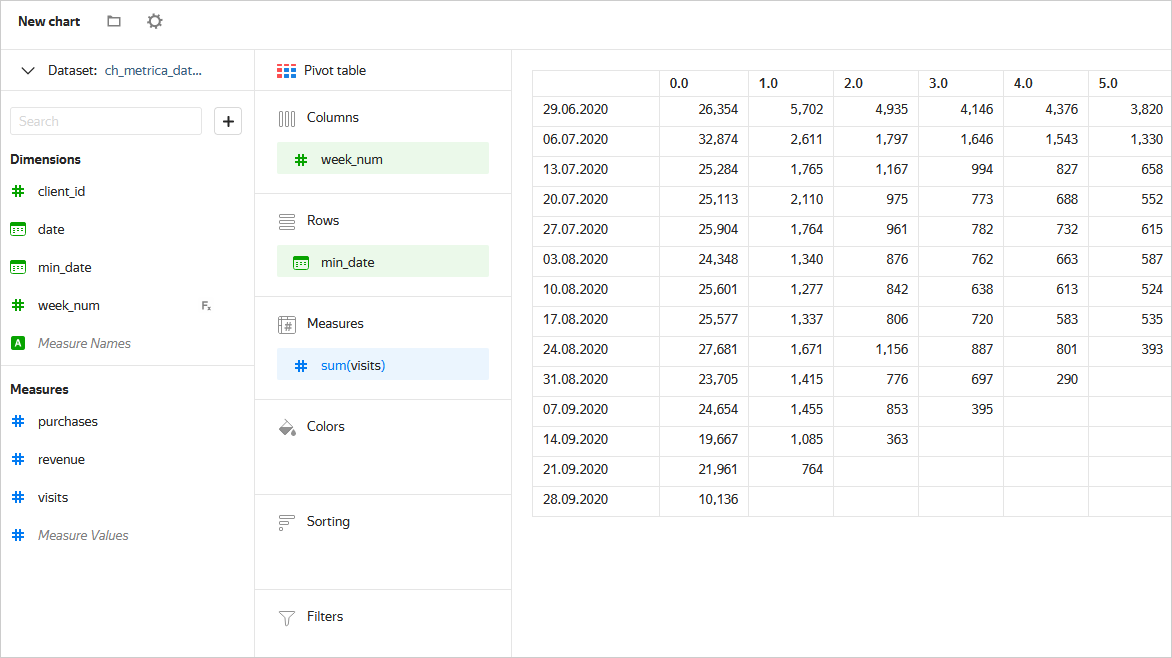 New chart
Dataset: ch_metrica_dat...
Search
+
Dimensions
# client_id
date
min_date
# week_num Fx
A Measure Names
Measures
# purchases
# revenue
# visits
# Measure Values
Pivot table
Columns
# week_num
Rows
min_date
Measures
# sum(visits)
Colors
Sorting
Filters
0.0 1.0 2.0 3.0 4.0 5.0
29.06.2020 26,354 5,702 4,935 4,146 4,376 3,820
06.07.2020 32,874 2,611 1,797 1,646 1,543 1,330
13.07.2020 25,284 1,765 1,167 994 827 658
20.07.2020 25,113 2,110 975 773 688 552
27.07.2020 25,904 1,764 961 782 732 615
03.08.2020 24,348 1,340 876 762 663 587
10.08.2020 25,601 1,277 842 638 613 524
17.08.2020 25,577 1,337 806 720 583 535
24.08.2020 27,681 1,671 1,156 887 801 393
31.08.2020 23,705 1,415 776 697 290
07.09.2020 24,654 1,455 853 395
14.09.2020 19,667 1,085 363
21.09.2020 21,961 764
28.09.2020 10,136